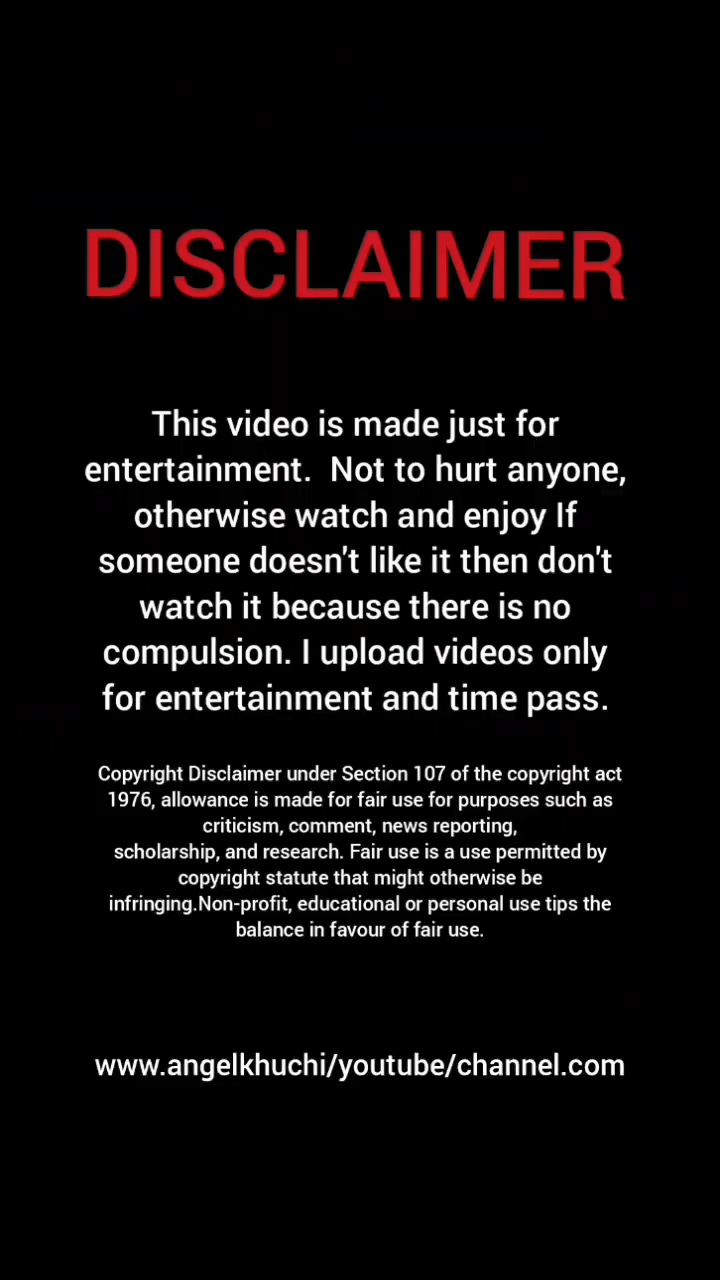 DISCLAIMER
This video is made just for
entertainment.  Not to hurt anyone,
otherwise watch and enjoy If
someone doesn't like it then don't
watch it because there is no
compulsion. I upload videos only
for entertainment and time pass.
Copyright Disclaimer under Section 107 of the copyright act
1976, allowance is made for fair use for purposes such as
criticism, comment, news reporting,
scholarship, and research. Fair use is a use permitted by
copyright statute that might otherwise be
infringing.Non-profit, educational or personal use tips the
balance in favour of fair use.
www.angelkhuchi/youtube/channel.com